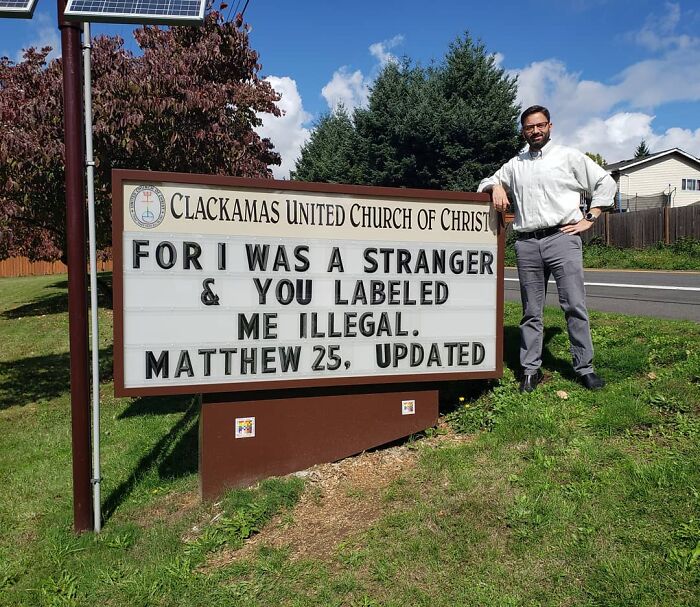 CLACKAMAS UNITED CHURCH OF CHRIST
FOR I WAS A STRANGER
& YOU LABELED
ME ILLEGAL.
MATTHEW 25, UPDATED